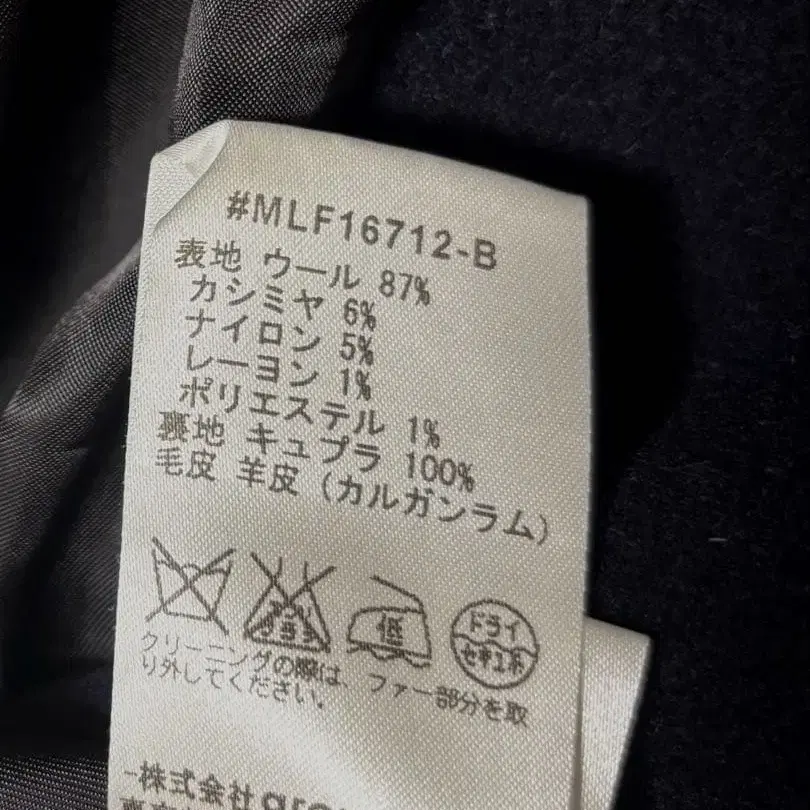 #MLF16712-B
表地 ウール 87%
カシミヤ 6%
ナイロン 5%
レーヨン 1%
ポリエステル 1%
裏地 キュプラ 100%
毛皮 羊皮 (カルガンラム)
低
ドライ
セキユ系
クリーニングの際は、ファー部分を取
り外してください。
-株式会社